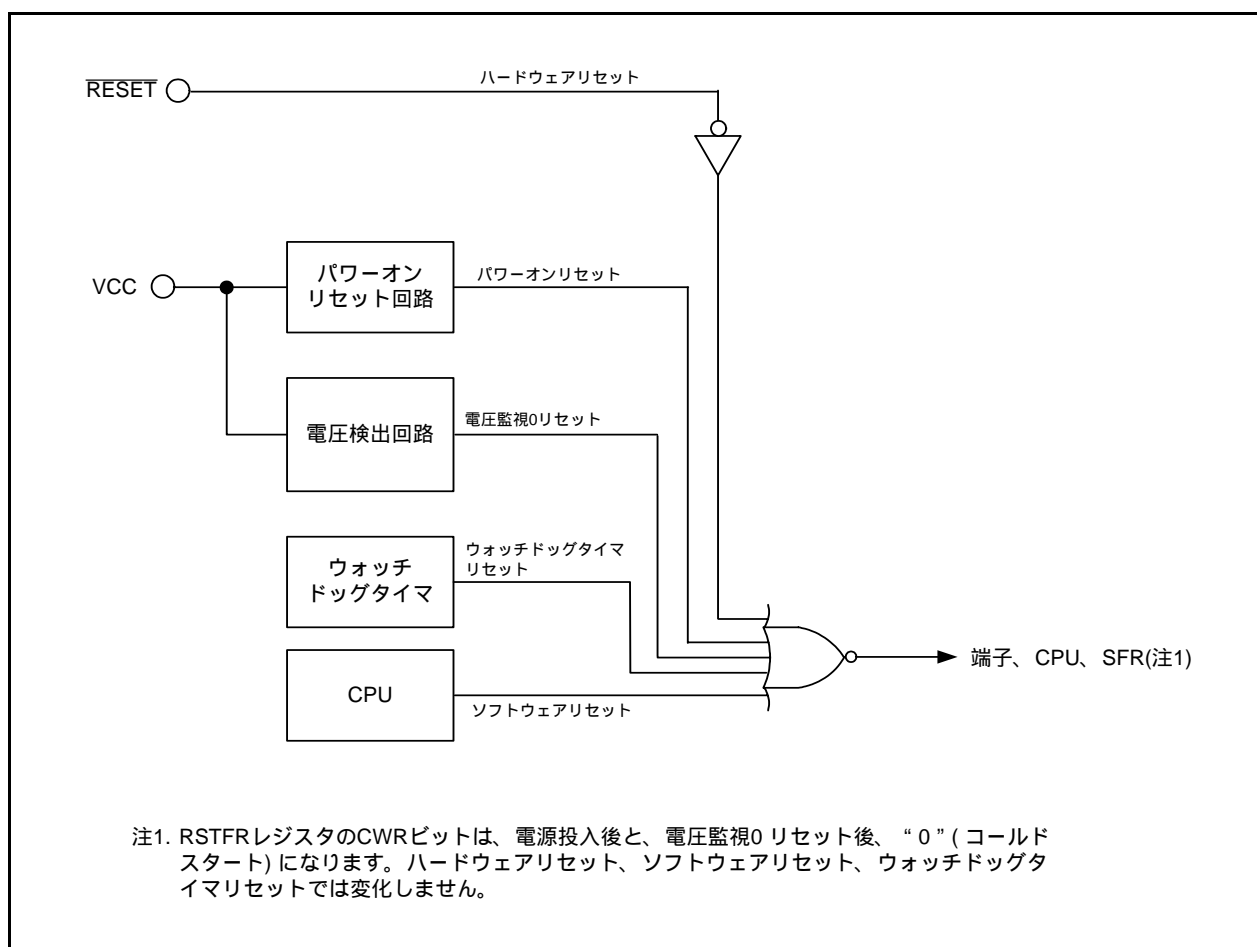 RESET
ハードウェアリセット
VCC
パワーオン
リセット回路
パワーオンリセット
電圧検出回路
電圧監視0リセット
ウォッチ
ドッグタイマ
ウォッチドッグタイマ
リセット
CPU
ソフトウェアリセット
端子、CPU、SFR(注1)
注1. RSTFRレジスタのCWRビットは、電源投入後と、電圧監視0 リセット後、 “ 0 ” ( コールド
スタート) になります。ハードウェアリセット、ソフトウェアリセット、ウォッチドッグタ
イマリセットでは変化しません。